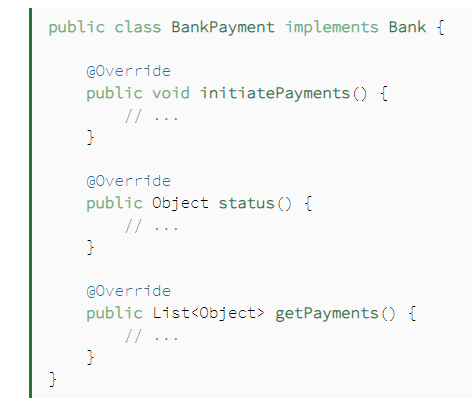 public class BankPayment implements Bank {
@Override
public void initiatePayments() {
// ...
}
@Override
public Object status() {
// ...
}
@Override
public List<Object> getPayments() {
// ...
}
}